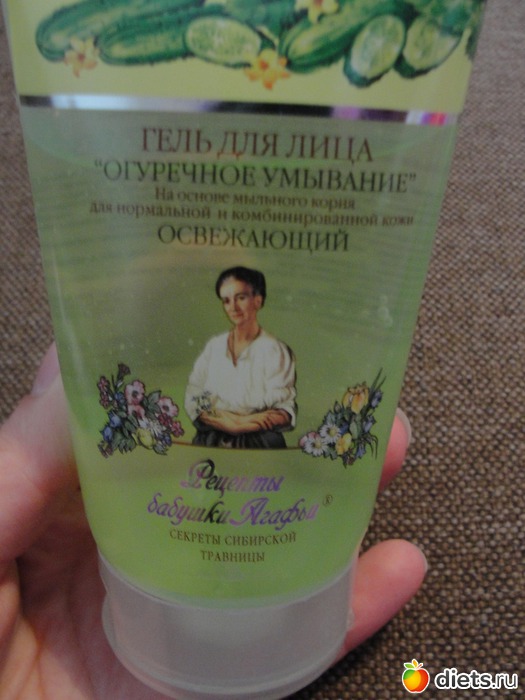 ГЕЛЬ ДЛЯ ЛИЦА
"ОГУРЕЧНОЕ УМЫВАНИЕ"
На основе мыльного корня
для нормальной и комбинированной кожи
ОСВЕЖАЮЩИЙ
Рецепты
бабушки Агафьи®
СЕКРЕТЫ СИБИРСКОЙ
ТРАВНИЦЫ
diets.ru